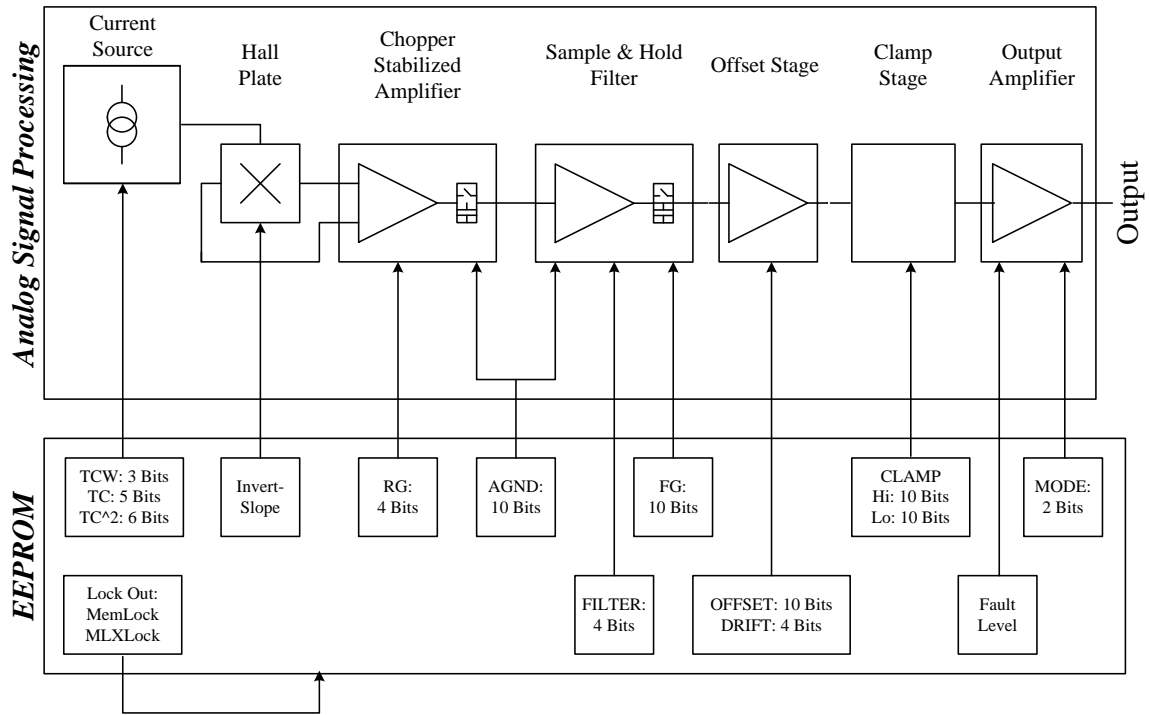 Analog Signal Processing
Current
Source
Hall
Plate
Chopper
Stabilized
Amplifier
Sample & Hold
Filter
Offset Stage
Clamp
Stage
Output
Amplifier
Output
EEPROM
TCW: 3 Bits
TC: 5 Bits
TC^2: 6 Bits
Invert-
Slope
RG:
4 Bits
AGND:
10 Bits
FG:
10 Bits
CLAMP
Hi: 10 Bits
Lo: 10 Bits
MODE:
2 Bits
Lock Out:
MemLock
MLXLock
FILTER:
4 Bits
OFFSET: 10 Bits
DRIFT: 4 Bits
Fault
Level